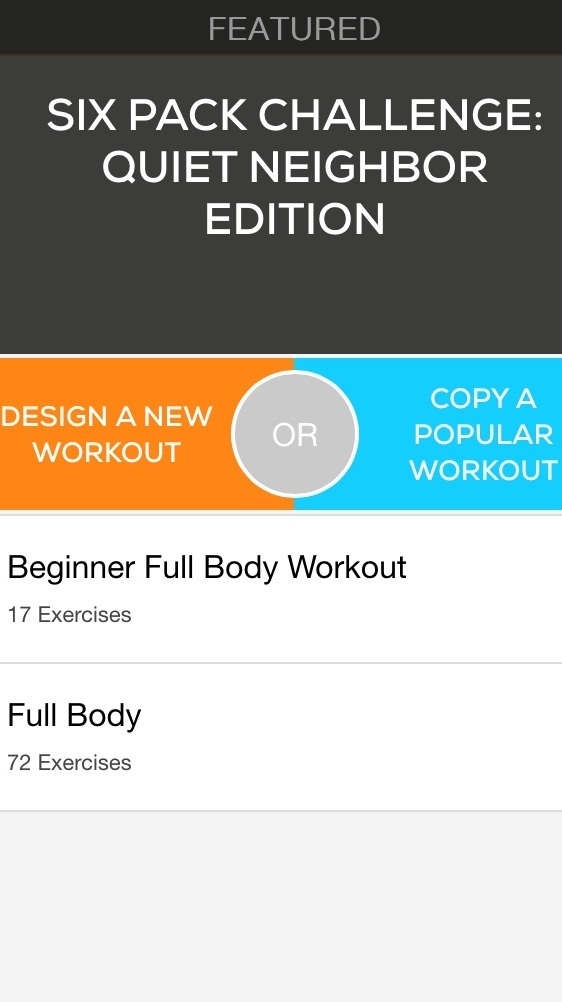 FEATURED
SIX PACK CHALLENGE:
QUIET NEIGHBOR
EDITION
DESIGN A NEW
WORKOUT
OR
COPY A
POPULAR
WORKOUT
Beginner Full Body Workout
17 Exercises
Full Body
72 Exercises